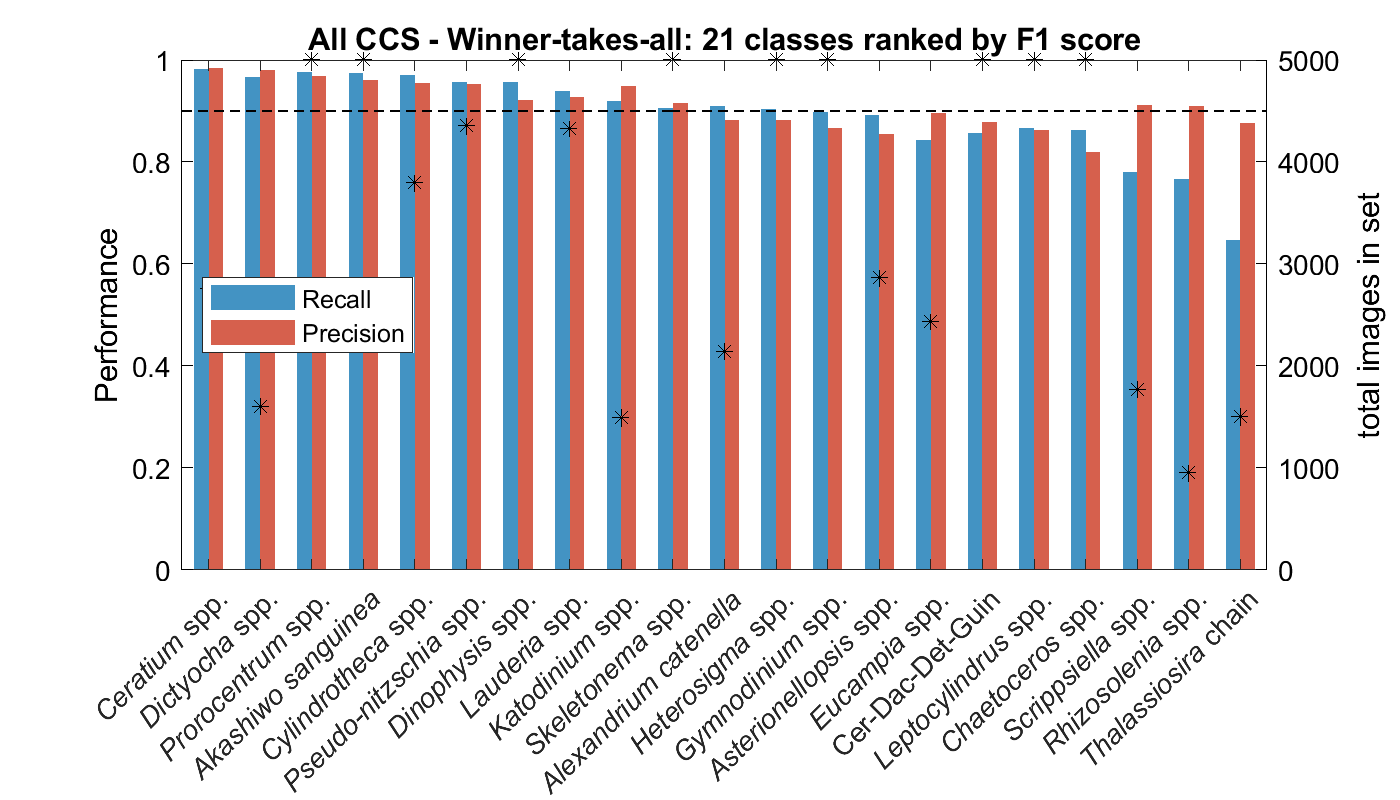 All CCS - Winner-takes-all: 21 classes ranked by F1 score
1
0.8
0.6
0.4
0.2
0
Performance
Recall
Precision
5000
4000
3000
2000
1000
0
total images in set
Ceratium spp.
Dictyocha spp.
Prorocentrum spp.
Akashiwo sanguinea
Cylindrotheca spp.
Pseudo-nitzschia spp.
Dinophysis spp.
Lauderia spp.
Katodinium spp.
Skeletonema spp.
Alexandrium catenella
Heterosigma spp.
Gymnodinium spp.
Asterionellopsis spp.
Eucampia spp.
Cer-Dac-Det-Guin
Leptocylindrus spp.
Chaetoceros spp.
Scrippsiella spp.
Rhizosolenia spp.
Thalassiosira chain